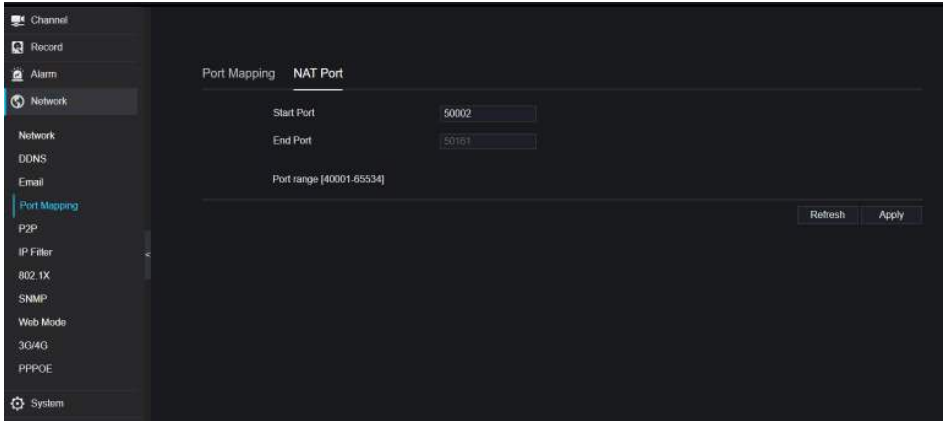 Channel
Record
Alarm
Network
Network
DDNS
Email
Port Mapping
P2P
IP Filter
802.1X
SNMP
Web Mode
3G/4G
PPPOE
System
<
Port Mapping NAT Port
Start Port 50002
End Port 50161
Port range [40001-65534]
Refresh Apply